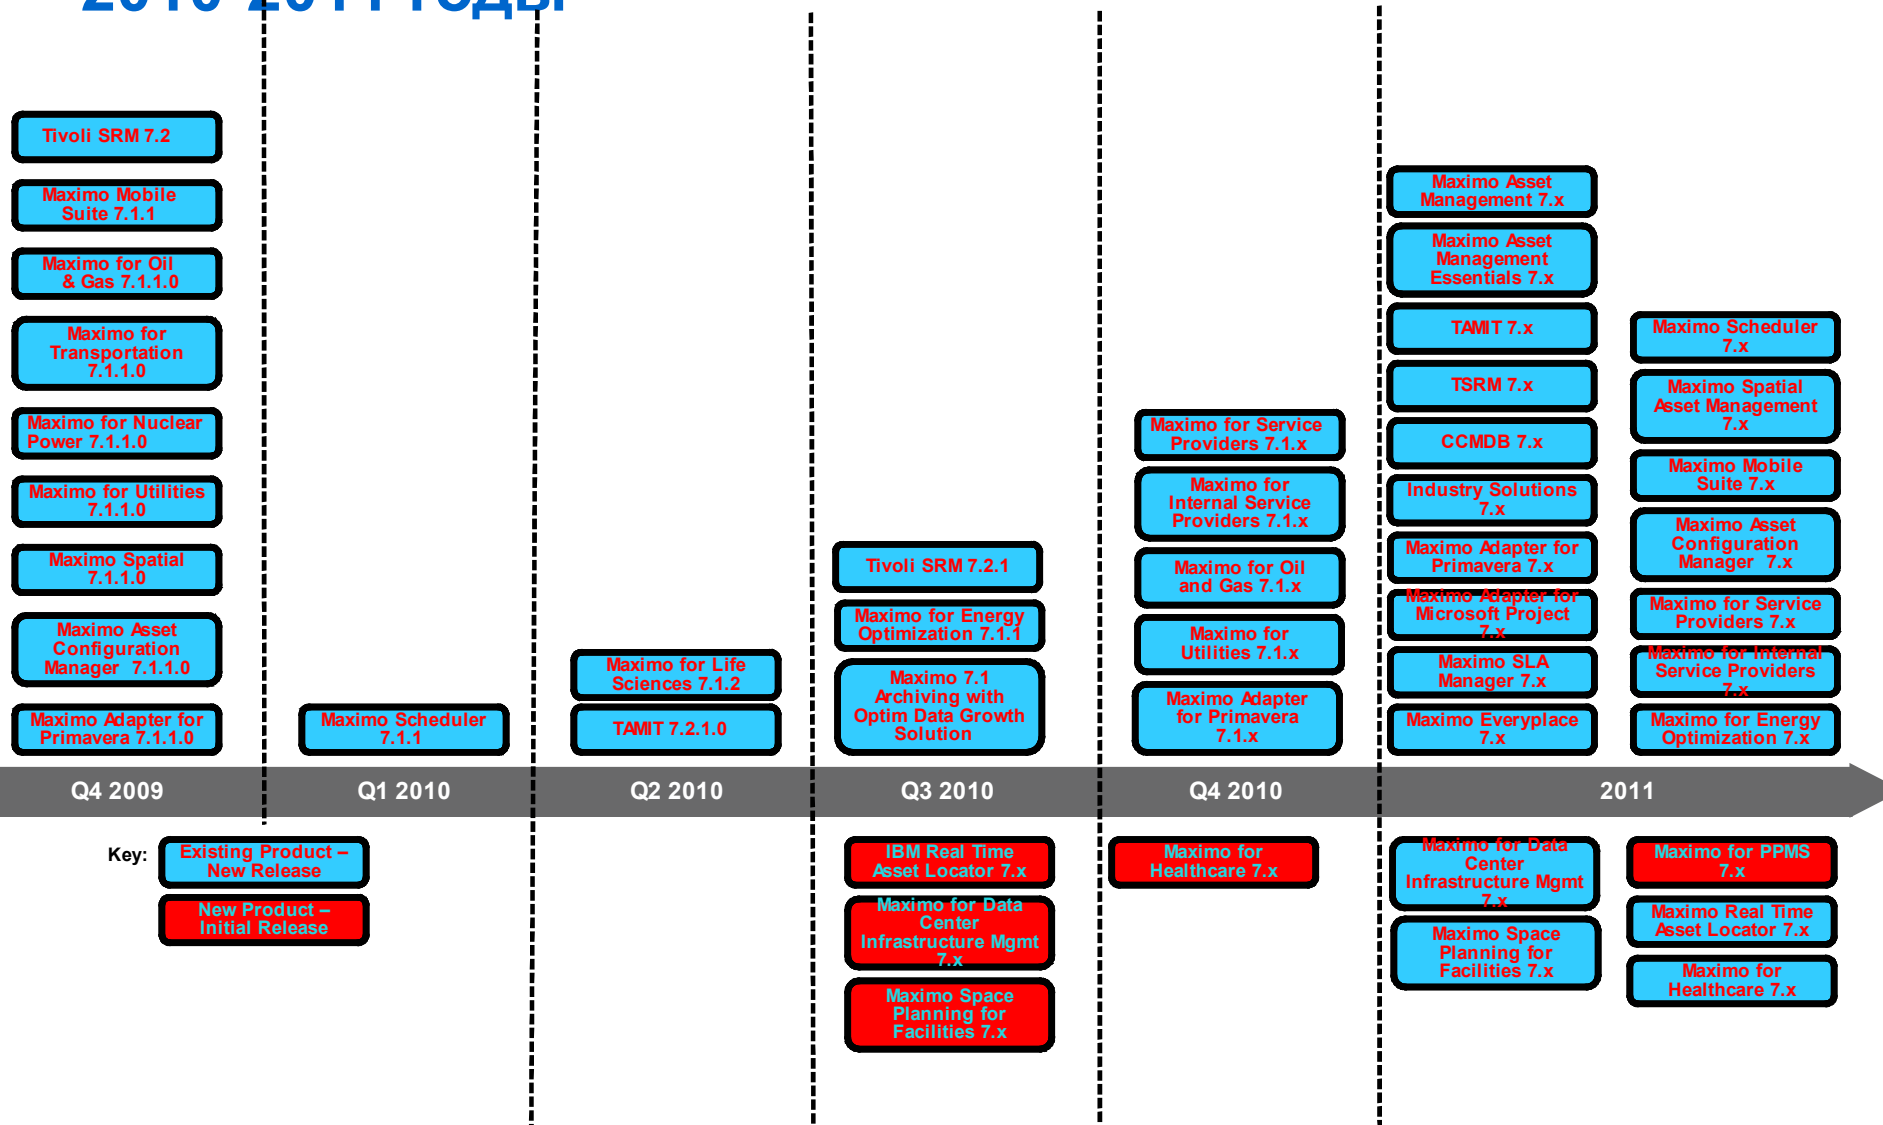 2010-2011 годы
Tivoli SRM 7.2
Maximo Mobile
Suite 7.1.1
Maximo for Oil
& Gas 7.1.1.0
Maximo for
Transportation
7.1.1.0
Maximo for Nuclear
Power 7.1.1.0
Maximo for Utilities
7.1.1.0
Maximo Spatial
7.1.1.0
Maximo Asset
Configuration
Manager 7.1.1.0
Maximo Adapter for
Primavera 7.1.1.0
Maximo Scheduler
7.1.1
Maximo for Life
Sciences 7.1.2
TAMIT 7.2.1.0
Tivoli SRM 7.2.1
Maximo for Energy
Optimization 7.1.1
Maximo 7.1
Archiving with
Optim Data Growth
Solution
Maximo for Service
Providers 7.1.x
Maximo for
Internal Service
Providers 7.1.x
Maximo for Oil
and Gas 7.1.x
Maximo for
Utilities 7.1.x
Maximo Adapter
for Primavera
7.1.x
Maximo Asset
Management 7.x
Maximo Asset
Management
Essentials 7.x
TAMIT 7.x
TSRM 7.x
CCMDB 7.x
Industry Solutions
7.x
Maximo Adapter for
Primavera 7.x
Maximo Adapter for
Microsoft Project
7.x
Maximo SLA
Manager 7.x
Maximo Everyplace
7.x
Maximo Scheduler
7.x
Maximo Spatial
Asset Management
7.x
Maximo Mobile
Suite 7.x
Maximo Asset
Configuration
Manager 7.x
Maximo for Service
Providers 7.x
Maximo for Internal
Service Providers
7.x
Maximo for Energy
Optimization 7.x
Q4 2009
Q1 2010
Q2 2010
Q3 2010
Q4 2010
2011
Key:
Existing Product –
New Release
New Product –
Initial Release
IBM Real Time
Asset Locator 7.x
Maximo for Data
Center
Infrastructure Mgmt
7.x
Maximo Space
Planning for
Facilities 7.x
Maximo for
Healthcare 7.x
Maximo for Data
Center
Infrastructure Mgmt
7.x
Maximo Space
Planning for
Facilities 7.x
Maximo for PPMS
7.x
Maximo Real Time
Asset Locator 7.x
Maximo for
Healthcare 7.x